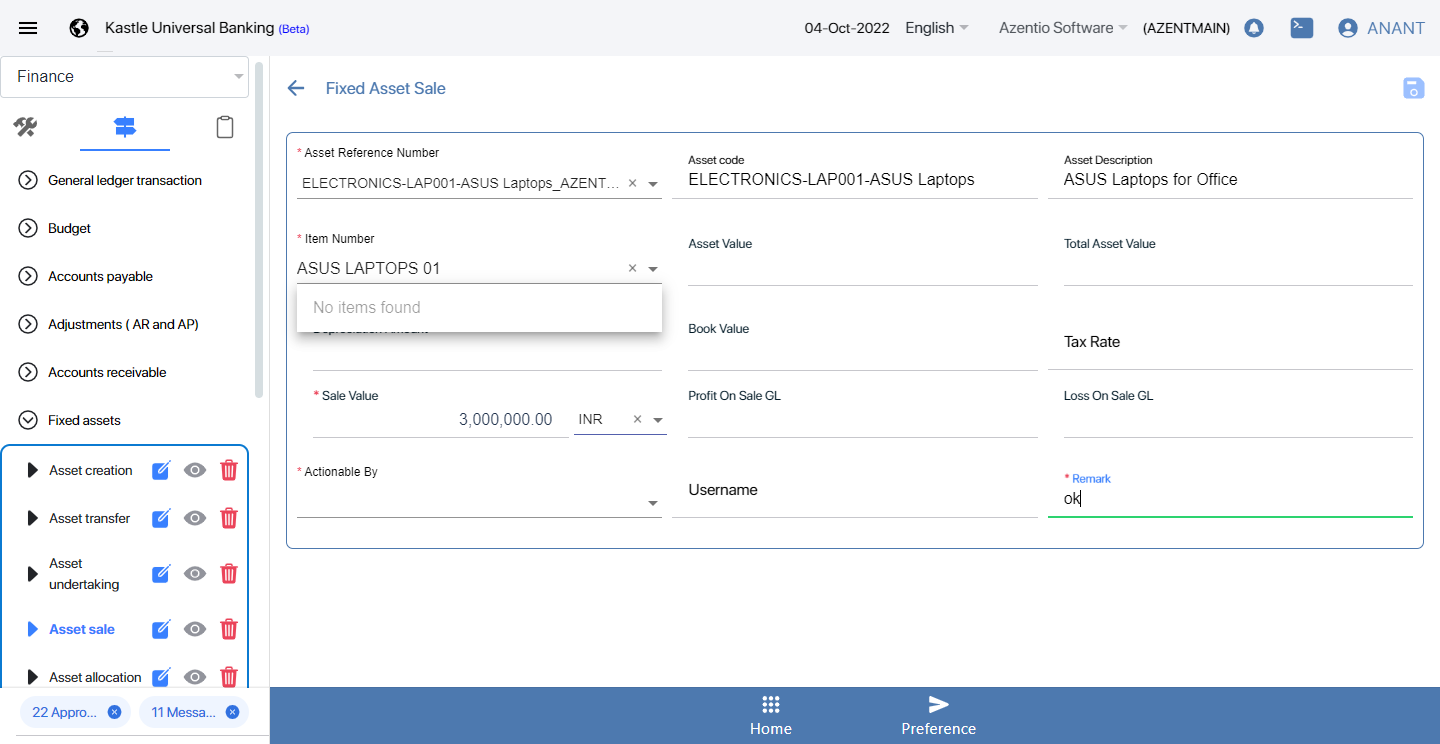 Kastle Universal Banking (Beta)
04-Oct-2022 English Azentio Software (AZENTMAIN) ANANT
Finance
General ledger transaction
Budget
Accounts payable
Adjustments ( AR and AP)
Accounts receivable
Fixed assets
Asset creation
Asset transfer
Asset
undertaking
Asset sale
Asset allocation
22 Appro...
11 Messa...
Fixed Asset Sale
* Asset Reference Number
ELECTRONICS-LAP001-ASUS Laptops_AZENT...
Asset code
ELECTRONICS-LAP001-ASUS Laptops
Asset Description
ASUS Laptops for Office
* Item Number
ASUS LAPTOPS 01
No items found
Asset Value
Total Asset Value
Book Value
Tax Rate
* Sale Value
3,000,000.00 INR
Profit On Sale GL
Loss On Sale GL
* Actionable By
Username
* Remark
ok
Home
Preference